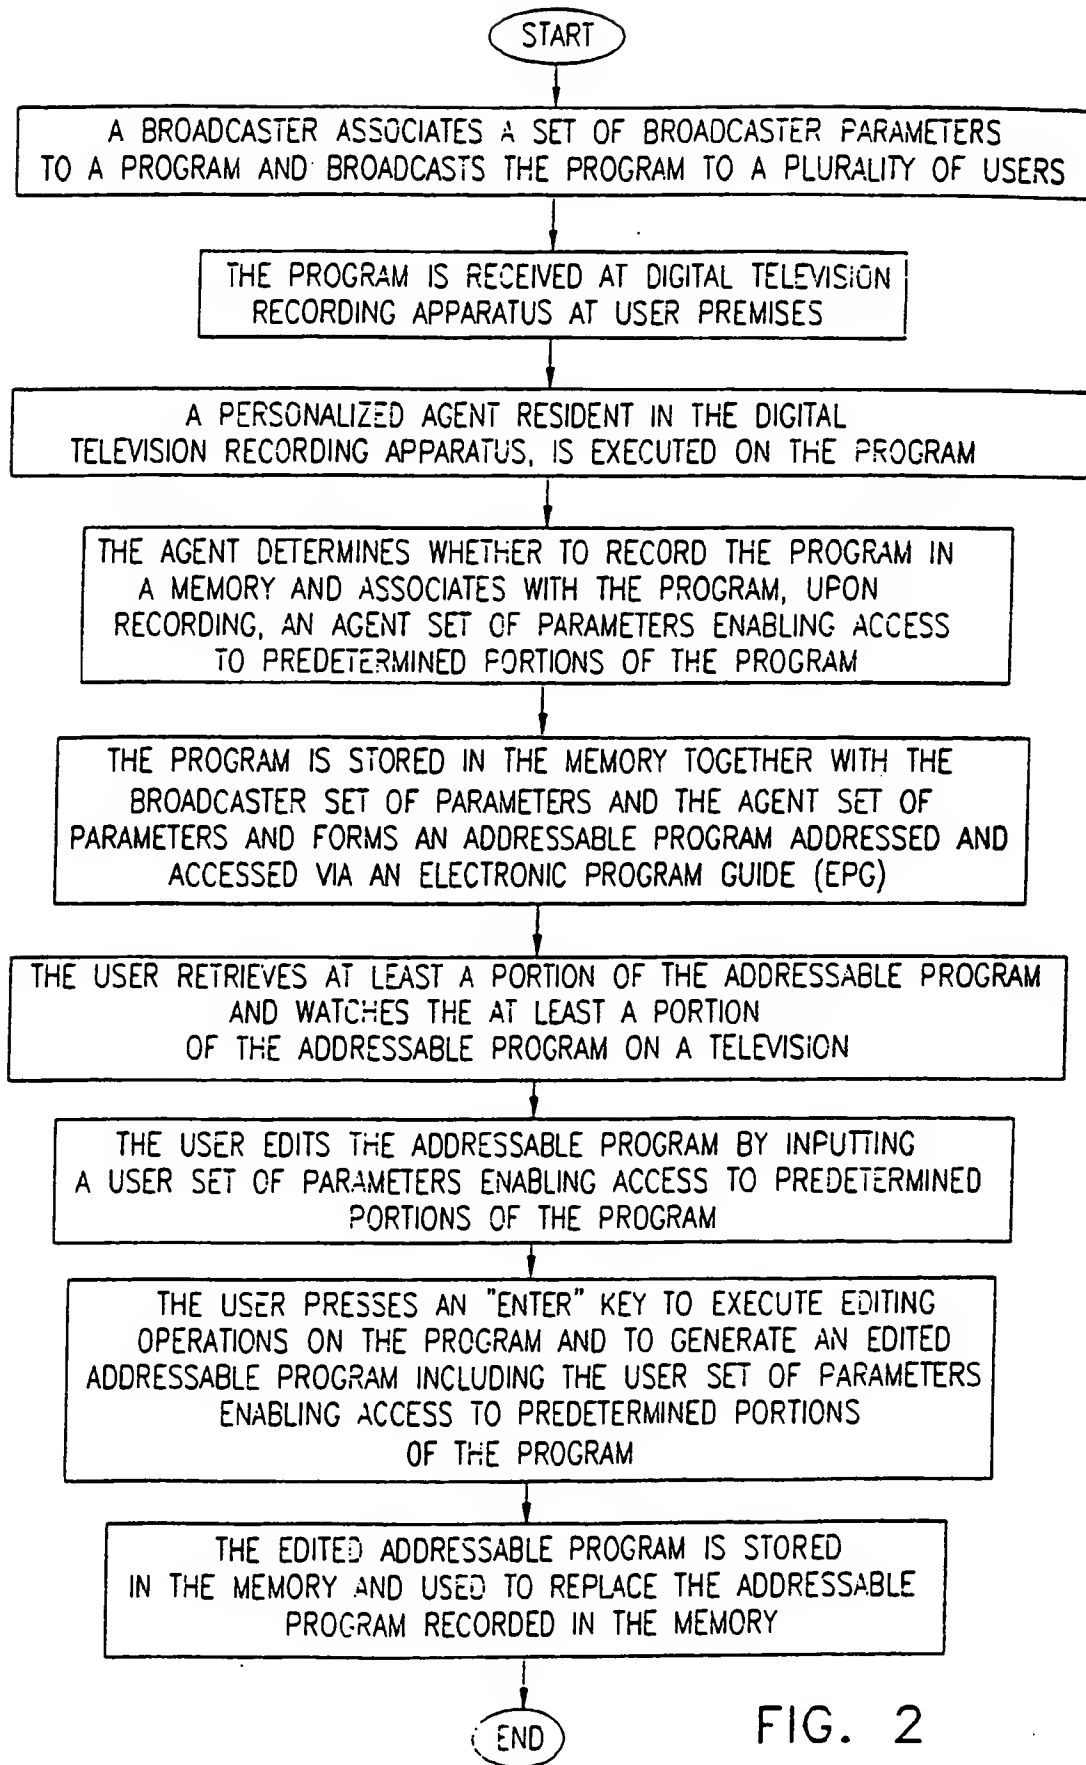 START
A BROADCASTER ASSOCIATES A SET OF BROADCASTER PARAMETERS
TO A PROGRAM AND BROADCASTS THE PROGRAM TO A PLURALITY OF USERS
THE PROGRAM IS RECEIVED AT DIGITAL TELEVISION
RECORDING APPARATUS AT USER PREMISES
A PERSONALIZED AGENT RESIDENT IN THE DIGITAL
TELEVISION RECORDING APPARATUS, IS EXECUTED ON THE PROGRAM
THE AGENT DETERMINES WHETHER TO RECORD THE PROGRAM IN
A MEMORY AND ASSOCIATES WITH THE PROGRAM, UPON
RECORDING, AN AGENT SET OF PARAMETERS ENABLING ACCESS
TO PREDETERMINED PORTIONS OF THE PROGRAM
THE PROGRAM IS STORED IN THE MEMORY TOGETHER WITH THE
BROADCASTER SET OF PARAMETERS AND THE AGENT SET OF
PARAMETERS AND FORMS AN ADDRESSABLE PROGRAM ADDRESSED AND
ACCESSED VIA AN ELECTRONIC PROGRAM GUIDE (EPG)
THE USER RETRIEVES AT LEAST A PORTION OF THE ADDRESSABLE PROGRAM
AND WATCHES THE AT LEAST A PORTION
OF THE ADDRESSABLE PROGRAM ON A TELEVISION
THE USER EDITS THE ADDRESSABLE PROGRAM BY INPUTTING
A USER SET OF PARAMETERS ENABLING ACCESS TO PREDETERMINED
PORTIONS OF THE PROGRAM
THE USER PRESSES AN "ENTER" KEY TO EXECUTE EDITING
OPERATIONS ON THE PROGRAM AND TO GENERATE AN EDITED
ADDRESSABLE PROGRAM INCLUDING THE USER SET OF PARAMETERS
ENABLING ACCESS TO PREDETERMINED PORTIONS
OF THE PROGRAM
THE EDITED ADDRESSABLE PROGRAM IS STORED
IN THE MEMORY AND USED TO REPLACE THE ADDRESSABLE
PROGRAM RECORDED IN THE MEMORY
END
FIG. 2